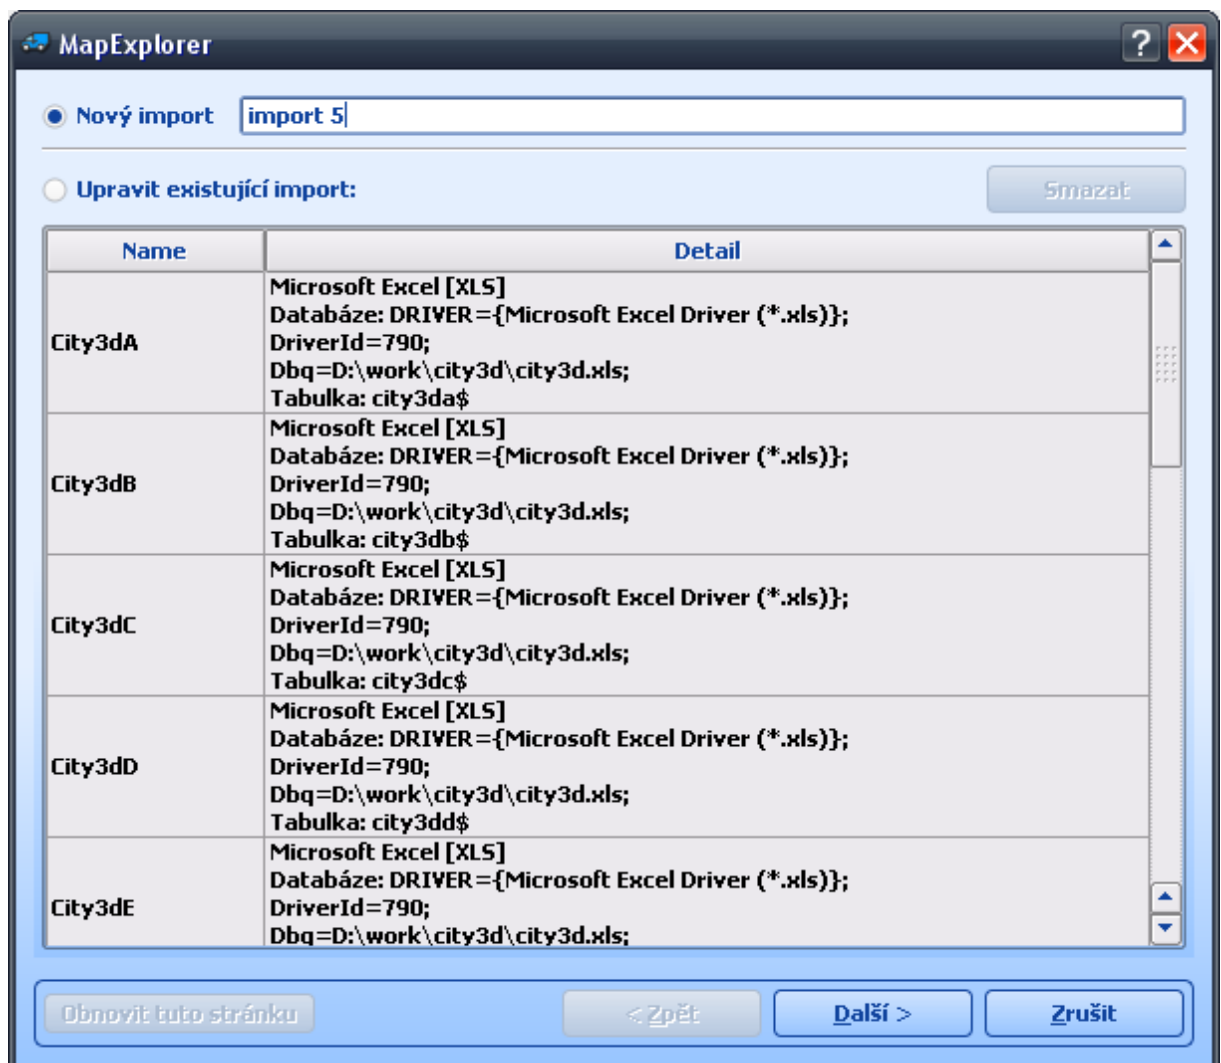 MapExplorer
Nový import
import 5
Upravit existující import:
Smazat
Name
Detail
City3dA
Microsoft Excel [XLS]
Databáze: DRIVER={Microsoft Excel Driver (*.xls)};
DriverId=790;
Dbq=D:\work\city3d\city3d.xls;
Tabulka: city3da$
City3dB
Microsoft Excel [XLS]
Databáze: DRIVER={Microsoft Excel Driver (*.xls)};
DriverId=790;
Dbq=D:\work\city3d\city3d.xls;
Tabulka: city3db$
City3dC
Microsoft Excel [XLS]
Databáze: DRIVER={Microsoft Excel Driver (*.xls)};
DriverId=790;
Dbq=D:\work\city3d\city3d.xls;
Tabulka: city3dc$
City3dD
Microsoft Excel [XLS]
Databáze: DRIVER={Microsoft Excel Driver (*.xls)};
DriverId=790;
Dbq=D:\work\city3d\city3d.xls;
Tabulka: city3dd$
City3dE
Microsoft Excel [XLS]
Databáze: DRIVER={Microsoft Excel Driver (*.xls)};
DriverId=790;
Dbq=D:\work\city3d\city3d.xls;
Obnovit tuto stránku
< Zpět
Další >
Zrušit